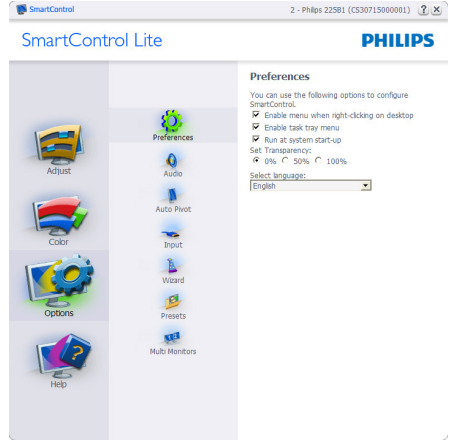 SmartControl
2 - Philips 225B1 (CS30715000001)
SmartControl Lite
PHILIPS
Adjust
Color
Options
Help
Preferences
Audio
Auto Pivot
Input
Wizard
Presets
Multi Monitors
Preferences
You can use the following options to configure
SmartControl.
Enable menu when right-clicking on desktop
Enable task tray menu
Run at system start-up
Set Transparency:
0% 50% 100%
Select language:
English